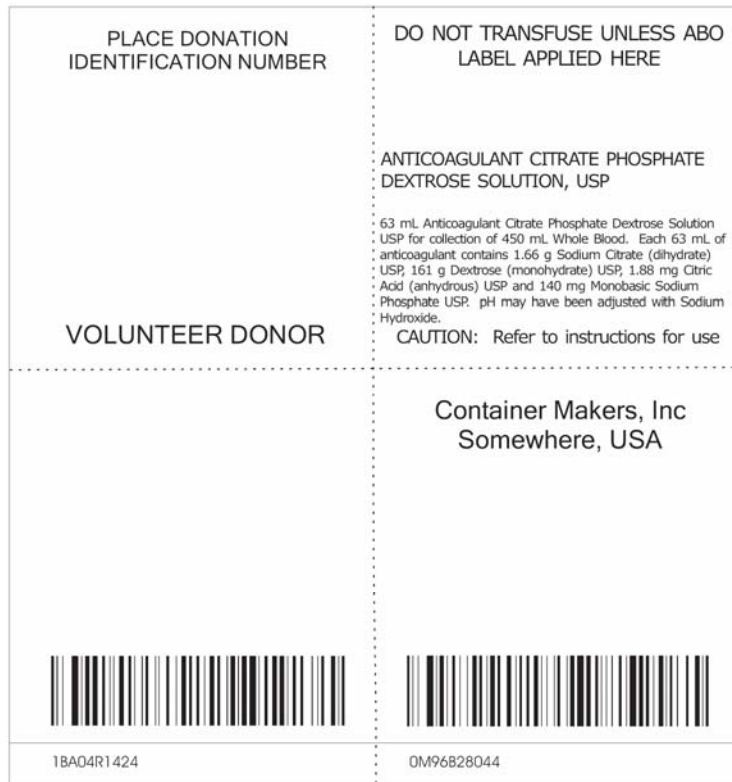 PLACE DONATION
IDENTIFICATION NUMBER
VOLUNTEER DONOR
DO NOT TRANSFUSE UNLESS ABO
LABEL APPLIED HERE
ANTICOAGULANT CITRATE PHOSPHATE
DEXTROSE SOLUTION, USP
63 mL Anticoagulant Citrate Phosphate Dextrose Solution
USP for collection of 450 mL Whole Blood. Each 63 mL of
anticoagulant contains 1.66 g Sodium Citrate (dihydrate)
USP, 161 g Dextrose (monohydrate) USP, 1.88 mg Citric
Acid (anhydrous) USP and 140 mg Monobasic Sodium
Phosphate USP. pH may have been adjusted with Sodium
Hydroxide.
CAUTION: Refer to instructions for use
1BA04R1424
Container Makers, Inc
Somewhere, USA
0M96B28044